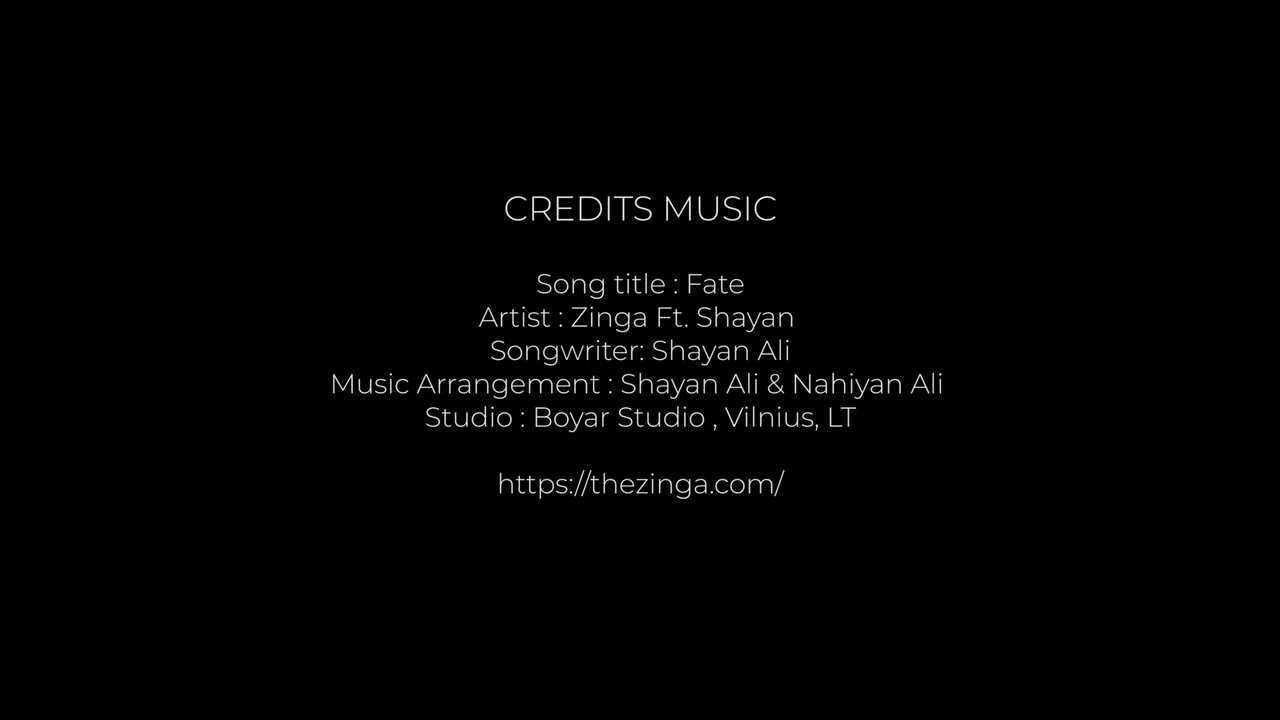 CREDITS MUSIC
Song title : Fate
Artist : Zinga Ft. Shayan
Songwriter: Shayan Ali
Music Arrangement : Shayan Ali & Nahiyan Ali
Studio : Boyar Studio , Vilnius, LT
https://thezinga.com/